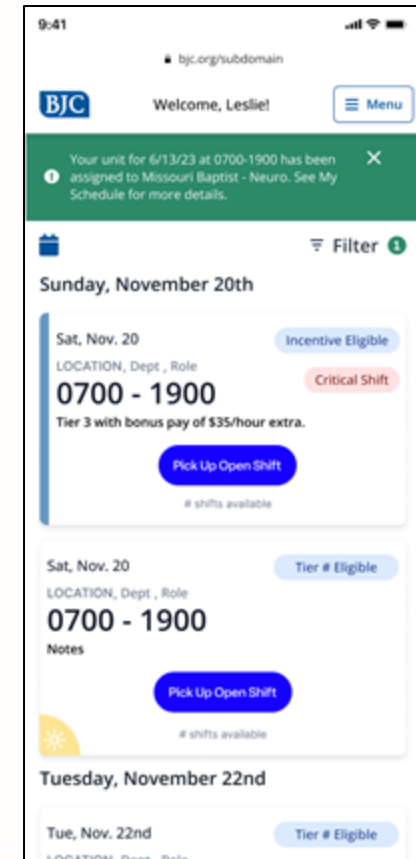 9:41
bjc.org/subdomain
BJC
Welcome, Leslie!
Menu
Your unit for 6/13/23 at 0700-1900 has been
assigned to Missouri Baptist - Neuro. See My
Schedule for more details.
Filter 1
Sunday, November 20th
Sat, Nov. 20
Incentive Eligible
LOCATION, Dept , Role
Critical Shift
0700 - 1900
Tier 3 with bonus pay of $35/hour extra.
Pick Up Open Shift
# shifts available
Sat, Nov. 20
Tier # Eligible
LOCATION, Dept , Role
0700 - 1900
Notes
Pick Up Open Shift
# shifts available
Tuesday, November 22nd
Tue, Nov. 22nd
Tier # Eligible
LOCATION, Dept , Role